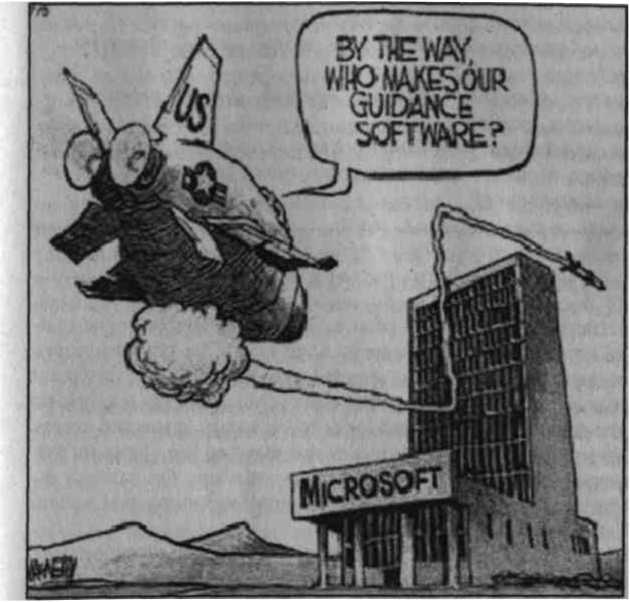 BY THE WAY,
WHO MAKES OUR
GUIDANCE
SOFTWARE?
US
MICROSOFT